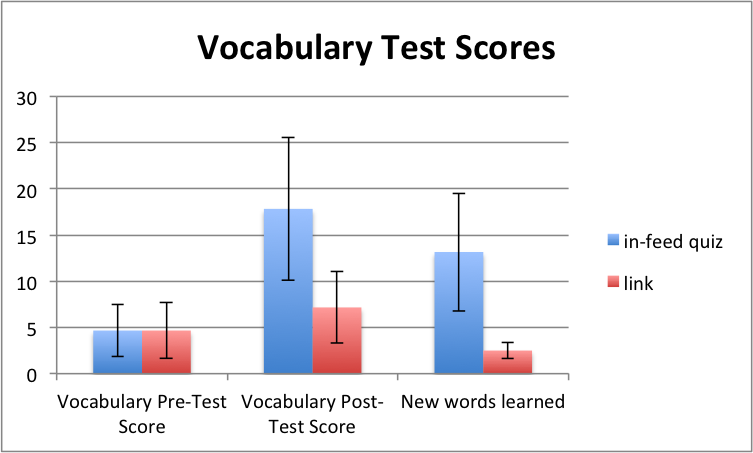 Vocabulary Test Scores
30
25
20
15
10
5
0
Vocabulary Pre-Test
Score
Vocabulary Post-
Test Score
New words learned
in-feed quiz
link